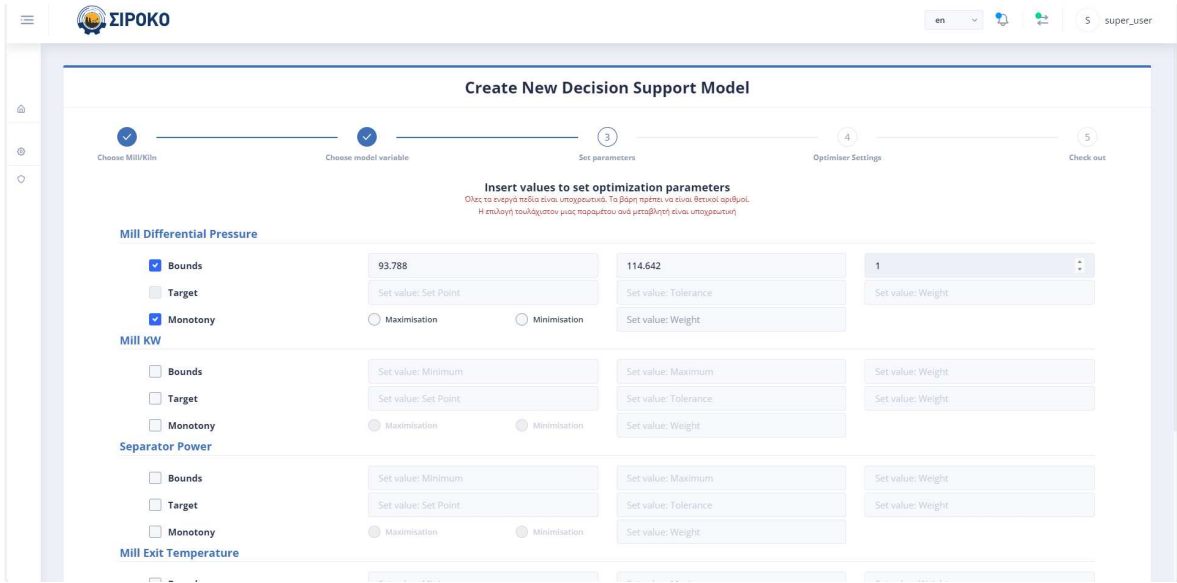 ΣΙΡΟΚΟ
en
S super_user
Create New Decision Support Model
3 4 5
Choose Mill/Kiln Choose model variable Set parameters Optimiser Settings Check out
Insert values to set optimization parameters
Όλες τα ενεργά πεδία είναι υποχρεωτικά. Τα βάρη πρέπει να είναι θετικοί αριθμοί.
Η επιλογή τουλάχιστον μιας παραμέτου ανά μεταβλητή είναι υποχρεωτική
Mill Differential Pressure
Bounds 93.788 114.642 1
Target Set value: Set Point Set value: Tolerance Set value: Weight
Monotony Maximisation Minimisation Set value: Weight
Mill KW
Bounds Set value: Minimum Set value: Maximum Set value: Weight
Target Set value: Set Point Set value: Tolerance Set value: Weight
Monotony Maximisation Minimisation Set value: Weight
Separator Power
Bounds Set value: Minimum Set value: Maximum Set value: Weight
Target Set value: Set Point Set value: Tolerance Set value: Weight
Monotony Maximisation Minimisation Set value: Weight
Mill Exit Temperature